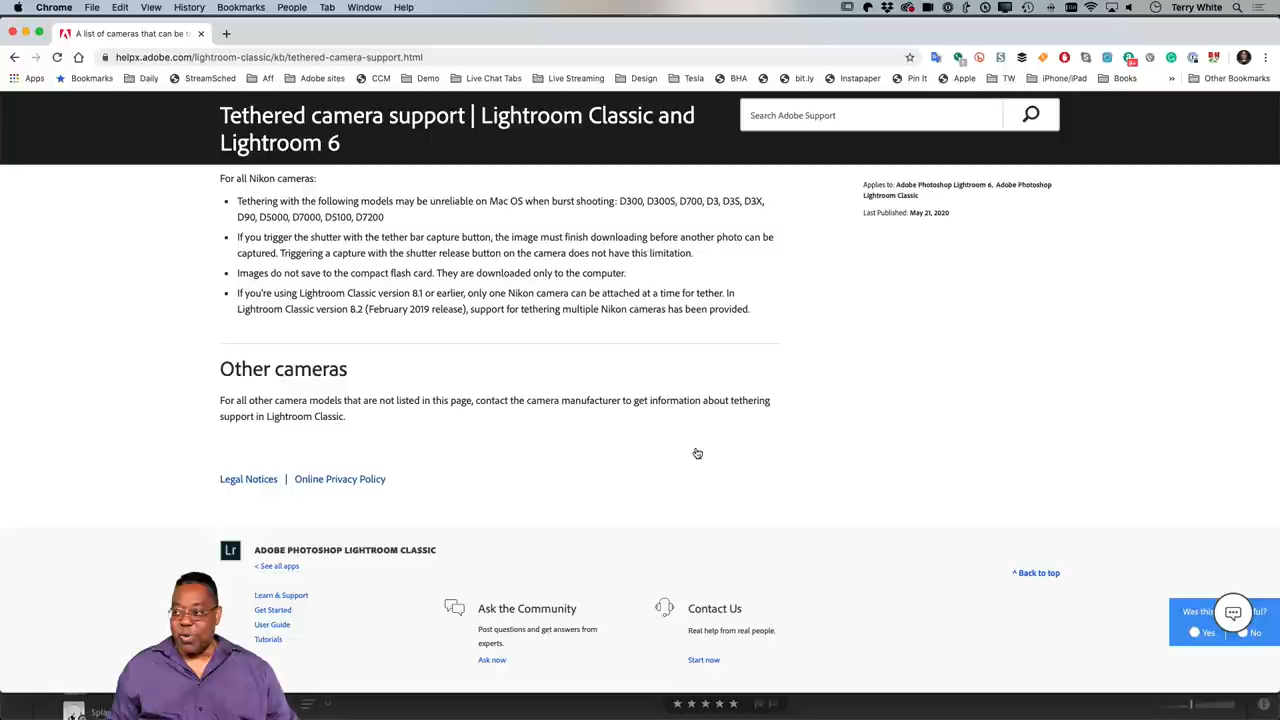 Chrome File Edit View History Bookmarks People Tab Window Help Terry White
A list of cameras that can be te
helpx.adobe.com/lightroom-classic/kb/tethered-camera-support.html
Apps Bookmarks Daily StreamSched Aff Adobe sites CCM Demo Live Chat Tabs Live Streaming Design Tesla BHA bit.ly Instapaper Pin It Apple TW iPhone/iPad Books » Other Bookmarks
Tethered camera support | Lightroom Classic and
Lightroom 6
Search Adobe Support
For all Nikon cameras:
• Tethering with the following models may be unreliable on Mac OS when burst shooting: D300, D300S, D700, D3, D3S, D3X,
D90, D5000, D7000, D5100, D7200
• If you trigger the shutter with the tether bar capture button, the image must finish downloading before another photo can be
captured. Triggering a capture with the shutter release button on the camera does not have this limitation.
• Images do not save to the compact flash card. They are downloaded only to the computer.
• If you're using Lightroom Classic version 8.1 or earlier, only one Nikon camera can be attached at a time for tether. In
Lightroom Classic version 8.2 (February 2019 release), support for tethering multiple Nikon cameras has been provided.
Applies to: Adobe Photoshop Lightroom 6, Adobe Photoshop
Lightroom Classic
Last Published: May 21, 2020
Other cameras
For all other camera models that are not listed in this page, contact the camera manufacturer to get information about tethering
support in Lightroom Classic.
Legal Notices | Online Privacy Policy
Lr ADOBE PHOTOSHOP LIGHTROOM CLASSIC
< See all apps
^ Back to top
Learn & Support
Get Started
User Guide
Tutorials
Ask the Community
Post questions and get answers from
experts.
Ask now
Contact Us
Real help from real people.
Start now
Was this
Yes | No